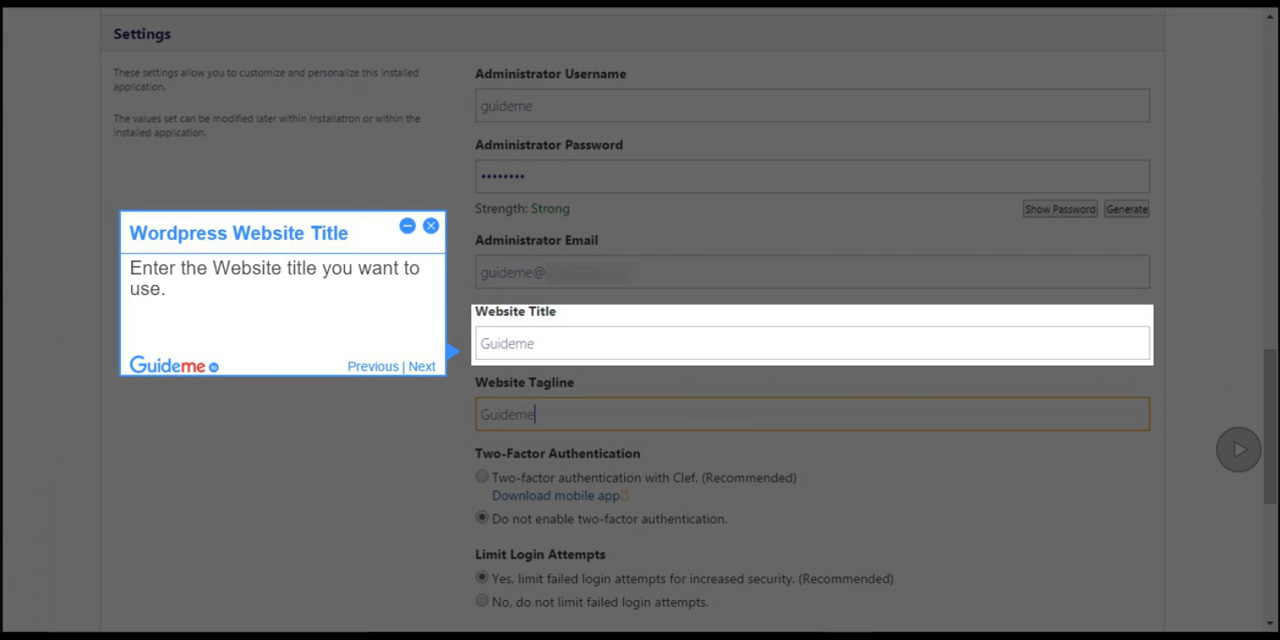 Settings
These settings allow you to customize and personalize this installed
application.
The values set can be modified later within Installatron or within the
installed application.
Administrator Username
guideme
Administrator Password
••••••••
Strength: Strong
Show Password
Generate
Administrator Email
guideme@
Wordpress Website Title
Enter the Website title you want to
use.
Guideme
Previous | Next
Website Title
Guideme
Website Tagline
Guideme
Two-Factor Authentication
Two-factor authentication with Clef. (Recommended)
Download mobile app
Do not enable two-factor authentication.
Limit Login Attempts
Yes, limit failed login attempts for increased security. (Recommended)
No, do not limit failed login attempts.